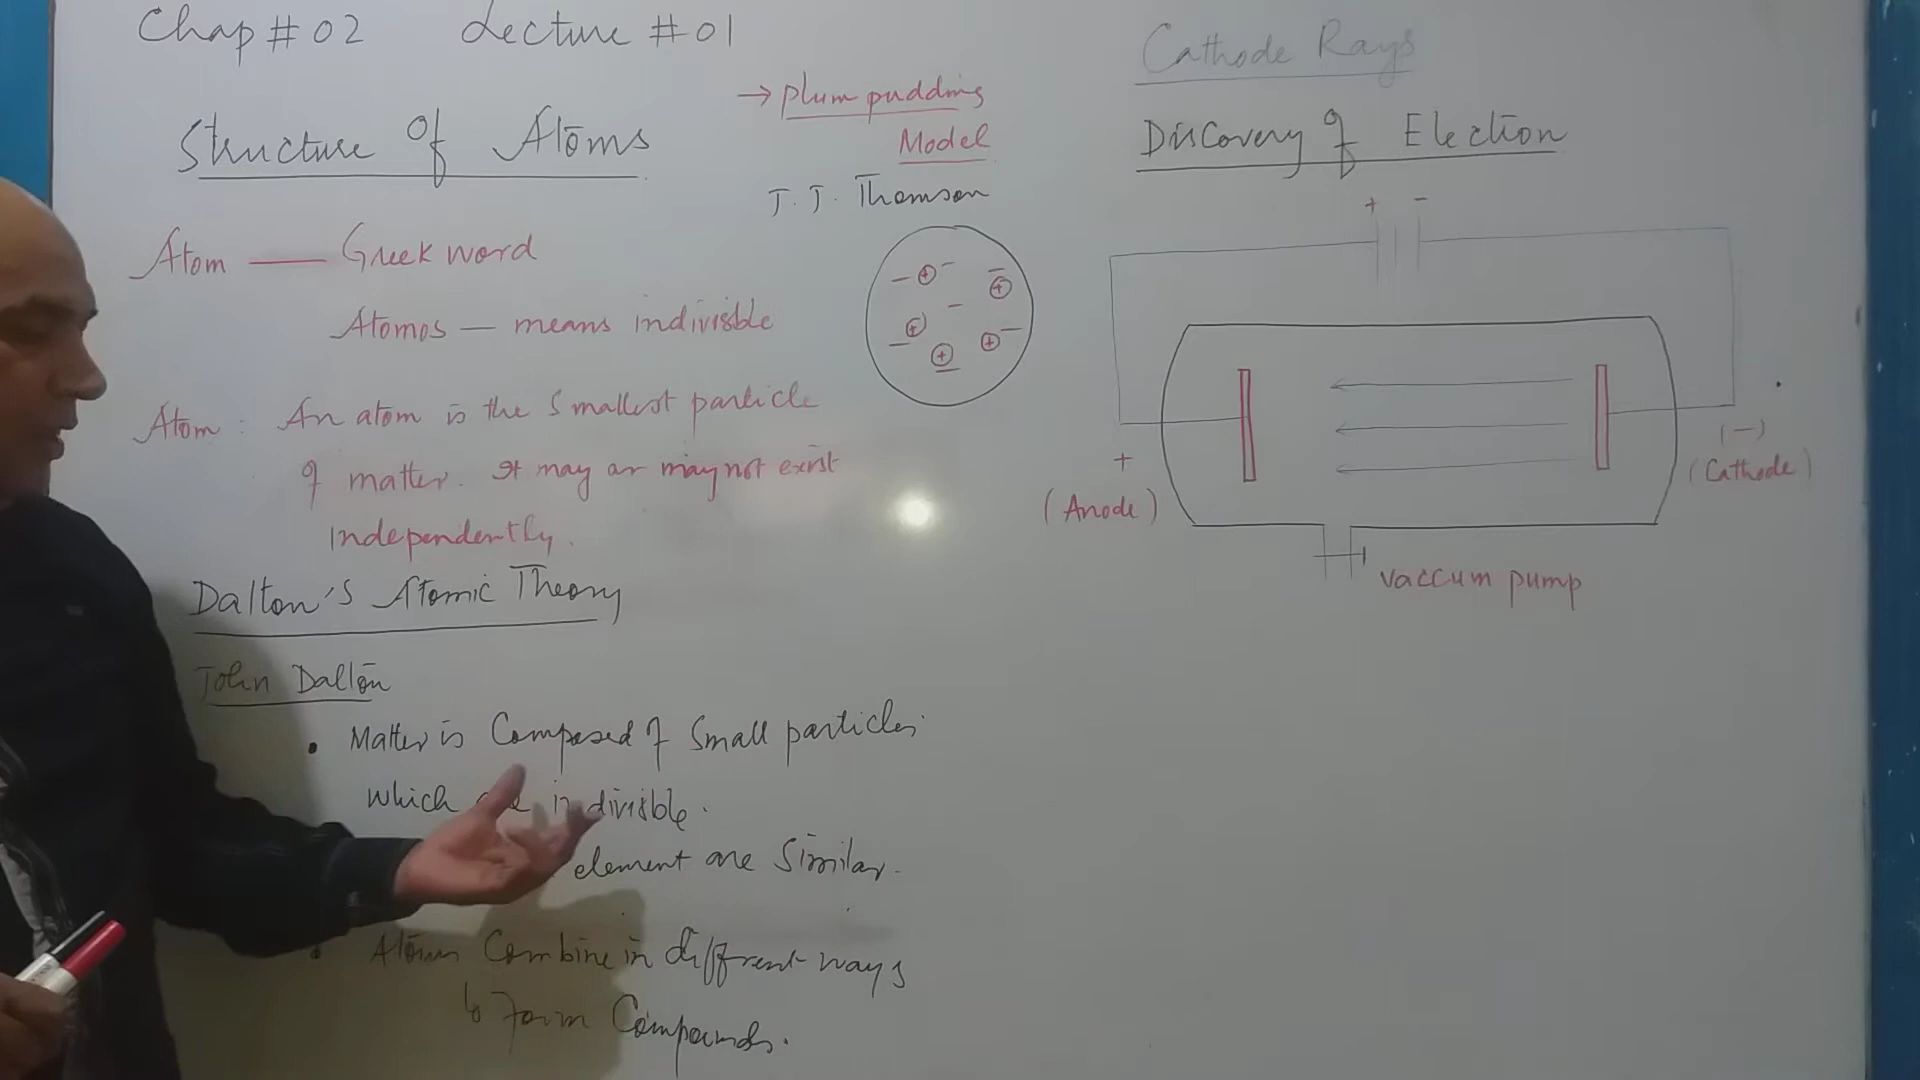 Chap # 02 Lecture # 01
Structure Of Atoms
Atom — Greek word
Atomos — means indivisible
Atom : An atom is the smallest particle
of matter. It may or may not exist
independently.
Dalton's Atomic Theory
John Dalton
• Matter is Composed of Small particles
which are indivisible.
element are Similar.
• Atoms Combine in different ways
to form Compounds.
→ plum pudding
Model
J. J. Thomson
− + −
− +
−
+ −
− + + −
Cathode Rays
Discovery of Election
+ −
+
(Anode)
(−)
(Cathode)
vaccum pump